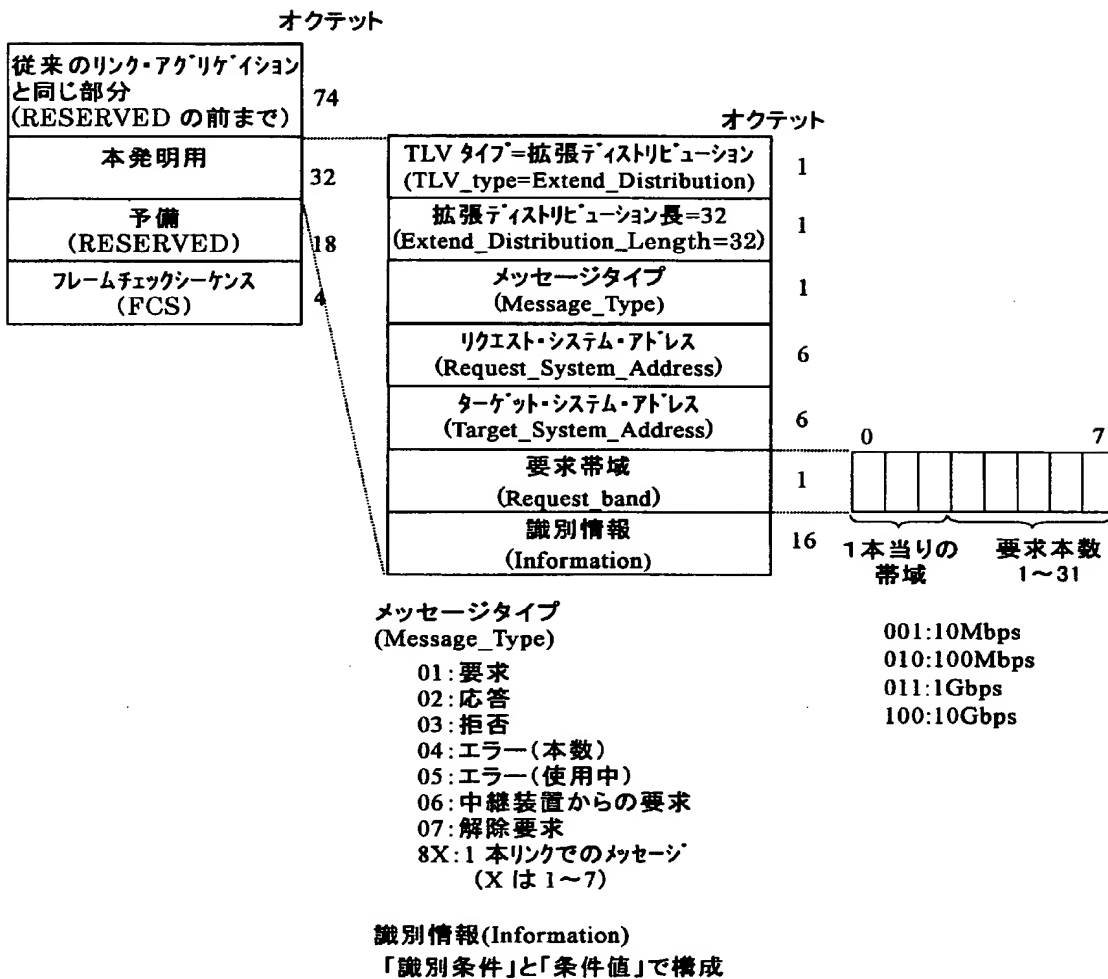 オクテット
従来のリンク・アグリゲイション
と同じ部分
(RESERVED の前まで)
74
本発明用
32
予備
(RESERVED)
18
フレームチェックシーケンス
(FCS)
4
オクテット
TLV タイプ=拡張ディストリビューション
(TLV_type=Extend_Distribution)
1
拡張ディストリビューション長=32
(Extend_Distribution_Length=32)
1
メッセージタイプ
(Message_Type)
1
リクエスト・システム・アドレス
(Request_System_Address)
6
ターゲット・システム・アドレス
(Target_System_Address)
6
要求帯域
(Request_band)
1
識別情報
(Information)
16
0 7
1本当りの
帯域
要求本数
1～31
001:10Mbps
010:100Mbps
011:1Gbps
100:10Gbps
メッセージタイプ
(Message_Type)
01:要求
02:応答
03:拒否
04:エラー(本数)
05:エラー(使用中)
06:中継装置からの要求
07:解除要求
8X:1 本リンクでのメッセージ
(X は 1～7)
識別情報(Information)
「識別条件」と「条件値」で構成